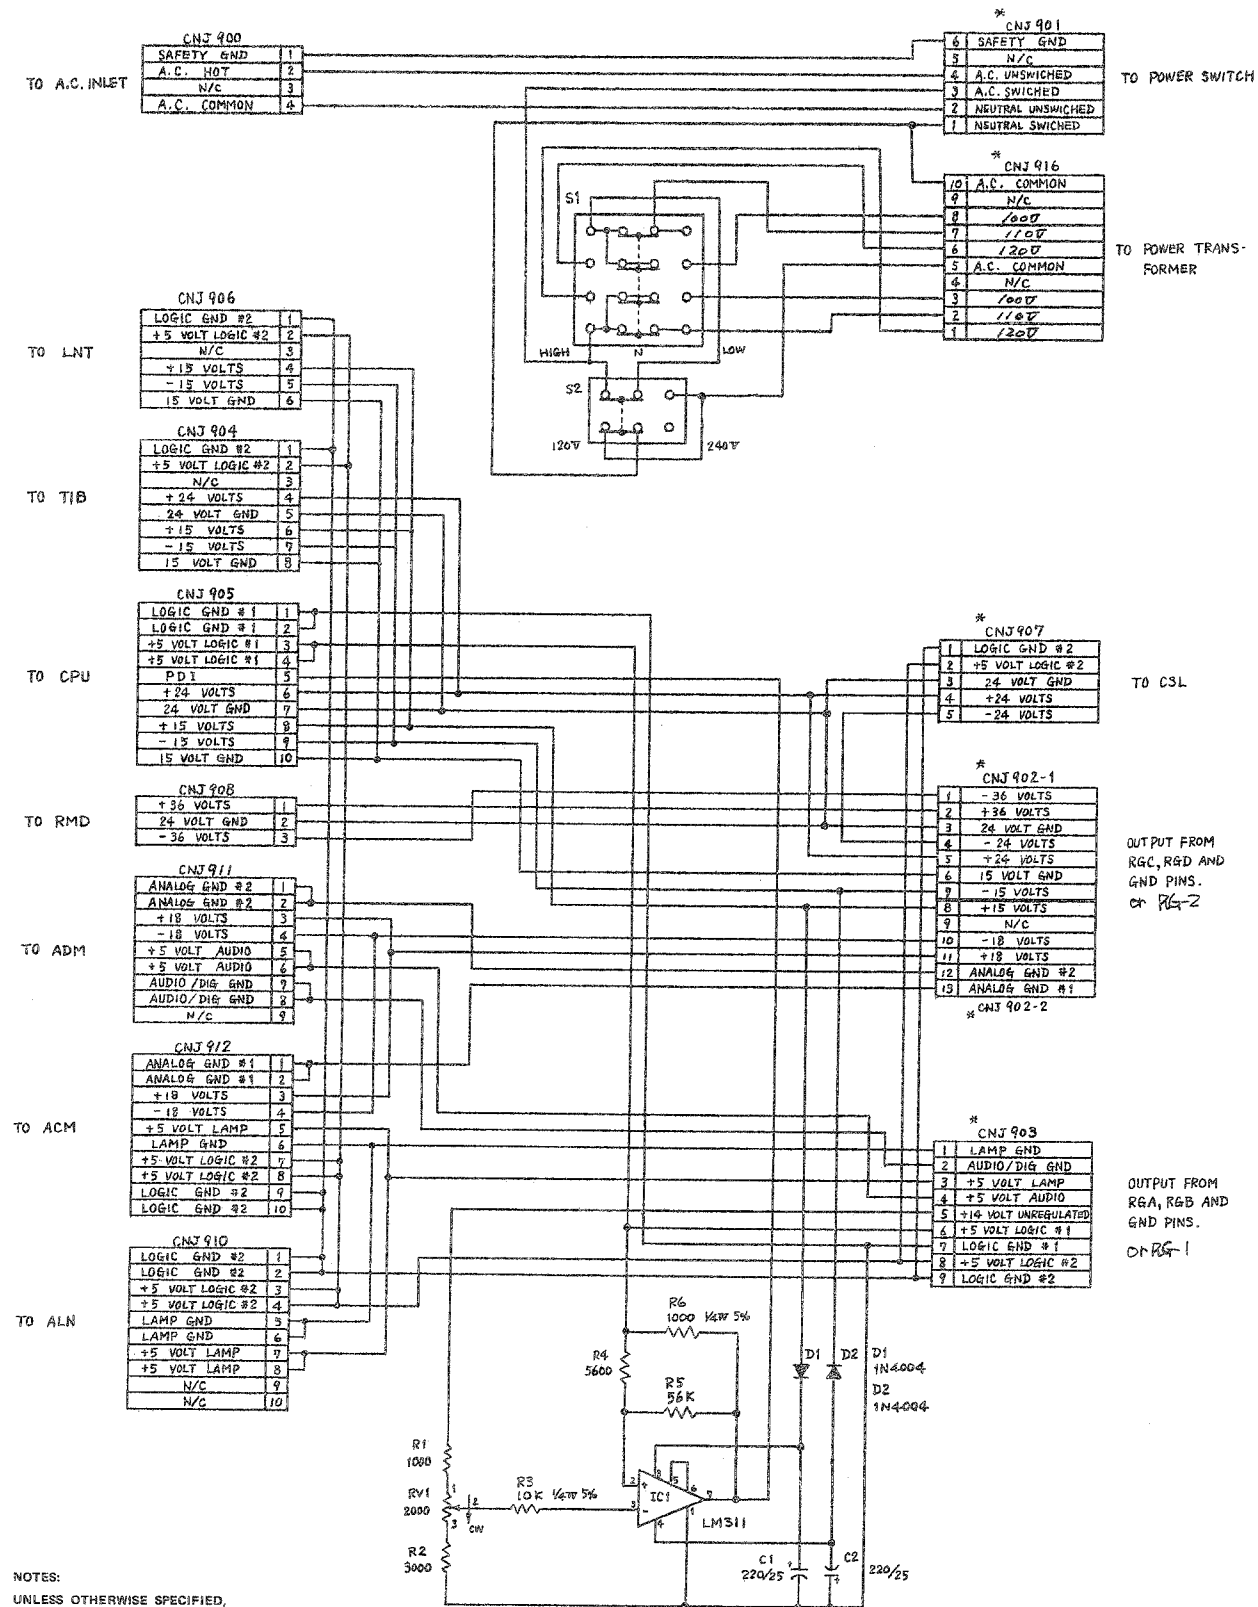 *
CNJ 901
6 SAFETY GND
5 N/C
4 A.C. UNSWICHED
3 A.C. SWICHED
2 NEUTRAL UNSWICHED
1 NEUTRAL SWICHED
TO POWER SWITCH
CNJ 900
SAFETY GND 1
A.C. HOT 2
N/C 3
A.C. COMMON 4
TO A.C. INLET
*
CNJ 916
10 A.C. COMMON
9 N/C
8 100V
7 110V
6 120V
5 A.C. COMMON
4 N/C
3 100V
2 110V
1 120V
TO POWER TRANS-
FORMER
S1
HIGH N LOW
S2
120V 240V
CNJ 906
LOGIC GND #2 1
+5 VOLT LOGIC #2 2
N/C 3
+15 VOLTS 4
-15 VOLTS 5
15 VOLT GND 6
TO LNT
CNJ 904
LOGIC GND #2 1
+5 VOLT LOGIC #2 2
N/C 3
+24 VOLTS 4
24 VOLT GND 5
+15 VOLTS 6
-15 VOLTS 7
15 VOLT GND 8
TO TIB
CNJ 905
LOGIC GND #1 1
LOGIC GND #1 2
+5 VOLT LOGIC #1 3
+5 VOLT LOGIC #1 4
PDI 5
+24 VOLTS 6
24 VOLT GND 7
+15 VOLTS 8
-15 VOLTS 9
15 VOLT GND 10
TO CPU
*
CNJ 907
1 LOGIC GND #2
2 +5 VOLT LOGIC #2
3 24 VOLT GND
4 +24 VOLTS
5 -24 VOLTS
TO CSL
CNJ 908
+36 VOLTS 1
24 VOLT GND 2
-36 VOLTS 3
TO RMD
*
CNJ 902-1
1 -36 VOLTS
2 +36 VOLTS
3 24 VOLT GND
4 -24 VOLTS
5 +24 VOLTS
6 15 VOLT GND
7 -15 VOLTS
8 +15 VOLTS
9 N/C
10 -18 VOLTS
11 +18 VOLTS
12 ANALOG GND #2
13 ANALOG GND #1
* CNJ 902-2
OUTPUT FROM
RGC, RGD AND
GND PINS.
or RG-2
CNJ 911
ANALOG GND #2 1
ANALOG GND #2 2
+18 VOLTS 3
-18 VOLTS 4
+5 VOLT AUDIO 5
+5 VOLT AUDIO 6
AUDIO/DIG GND 7
AUDIO/DIG GND 8
N/C 9
TO ADM
CNJ 912
ANALOG GND #1 1
ANALOG GND #1 2
+18 VOLTS 3
-18 VOLTS 4
+5 VOLT LAMP 5
LAMP GND 6
+5 VOLT LOGIC #2 7
+5 VOLT LOGIC #2 8
LOGIC GND #2 9
LOGIC GND #2 10
TO ACM
*
CNJ 903
1 LAMP GND
2 AUDIO/DIG GND
3 +5 VOLT LAMP
4 +5 VOLT AUDIO
5 +14 VOLT UNREGULATED
6 +5 VOLT LOGIC #1
7 LOGIC GND #1
8 +5 VOLT LOGIC #2
9 LOGIC GND #2
OUTPUT FROM
RGA, RGB AND
GND PINS.
or RG-1
CNJ 910
LOGIC GND #2 1
LOGIC GND #2 2
+5 VOLT LOGIC #2 3
+5 VOLT LOGIC #2 4
LAMP GND 5
LAMP GND 6
+5 VOLT LAMP 7
+5 VOLT LAMP 8
N/C 9
N/C 10
TO ALN
R6
1000 1/4W 5%
R4
5600
R5
56K
D1 D2
D1
1N4004
D2
1N4004
R1
1000
RV1
2000
1
2
3
CW
R3
10K 1/4W 5%
2 + 8 5 6
IC1 7
3 - 4 1
LM311
R2
3000
C1
220/25
+
C2
220/25
+
NOTES:
UNLESS OTHERWISE SPECIFIED,